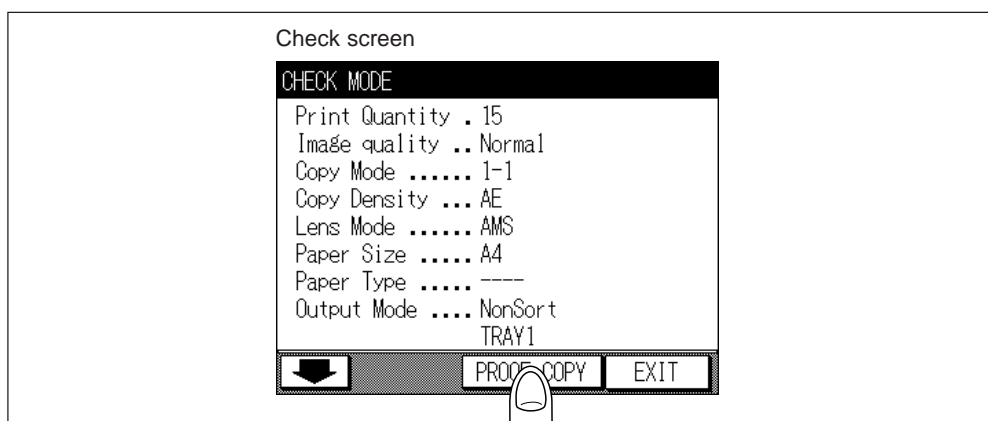 Check screen
CHECK MODE
Print Quantity . 15
Image quality .. Normal
Copy Mode ...... 1-1
Copy Density ... AE
Lens Mode ...... AMS
Paper Size ..... A4
Paper Type ..... ----
Output Mode .... NonSort
TRAY1
PROOF COPY EXIT